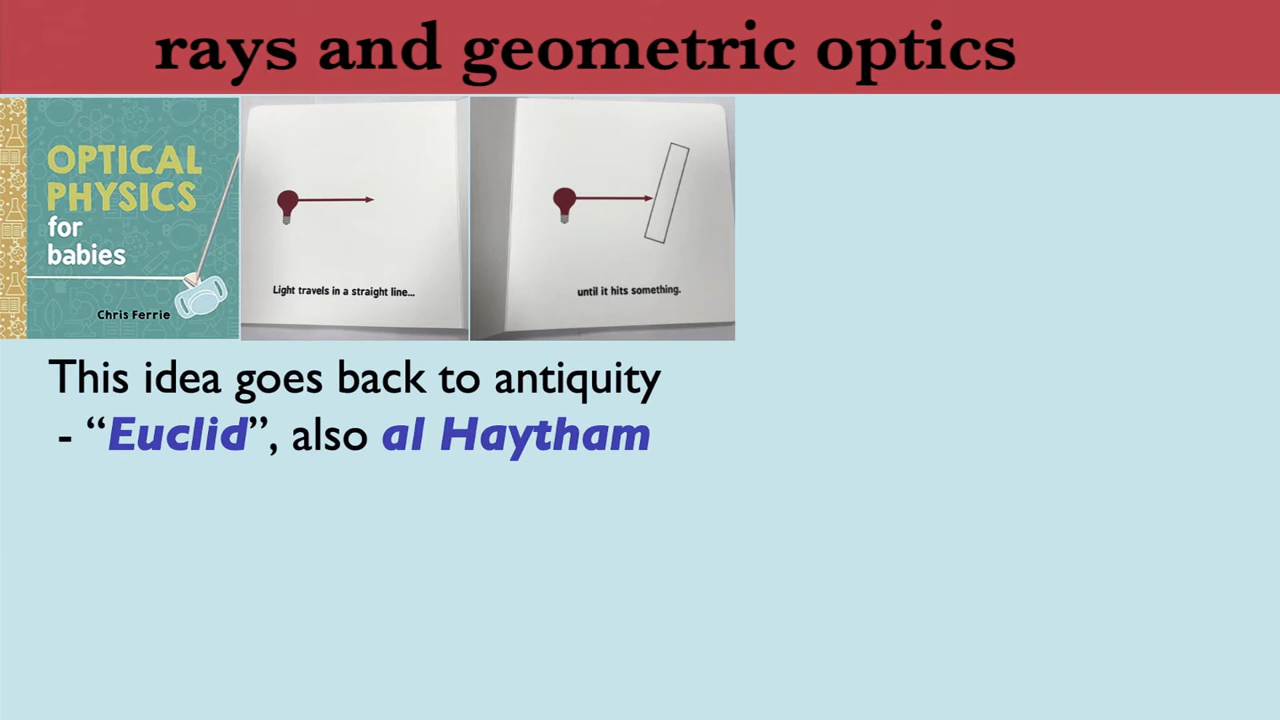 rays and geometric optics
OPTICAL
PHYSICS
for
babies
Chris Ferrie
Light travels in a straight line...
until it hits something.
This idea goes back to antiquity
- “Euclid”, also al Haytham